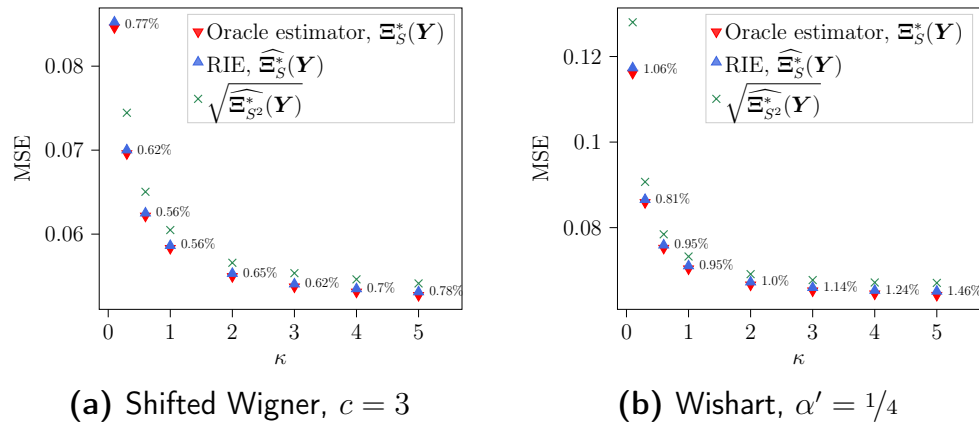 0.08
0.07
0.06
MSE
0.77%
0.62%
0.56%
0.56%
0.65%
0.62%
0.7%
0.78%
Oracle estimator, Ξ*_S(Y)
RIE, \widehat{Ξ*_S}(Y)
\sqrt{\widehat{Ξ*_{S²}}(Y)}
0 1 2 3 4 5
κ
(a) Shifted Wigner, c = 3
0.12
0.1
0.08
MSE
1.06%
0.81%
0.95%
0.95%
1.0%
1.14%
1.24%
1.46%
Oracle estimator, Ξ*_S(Y)
RIE, \widehat{Ξ*_S}(Y)
\sqrt{\widehat{Ξ*_{S²}}(Y)}
0 1 2 3 4 5
κ
(b) Wishart, α′ = 1/4